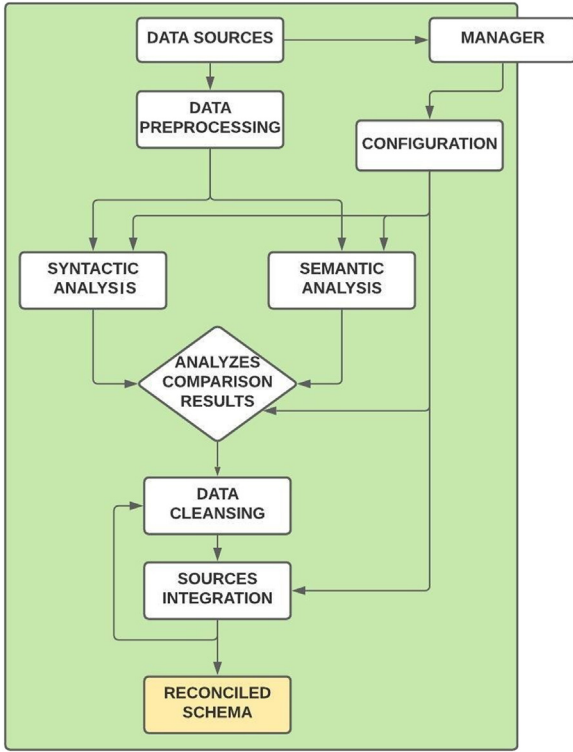 DATA SOURCES
MANAGER
DATA
PREPROCESSING
CONFIGURATION
SYNTACTIC
ANALYSIS
SEMANTIC
ANALYSIS
ANALYZES
COMPARISON
RESULTS
DATA
CLEANSING
SOURCES
INTEGRATION
RECONCILED
SCHEMA